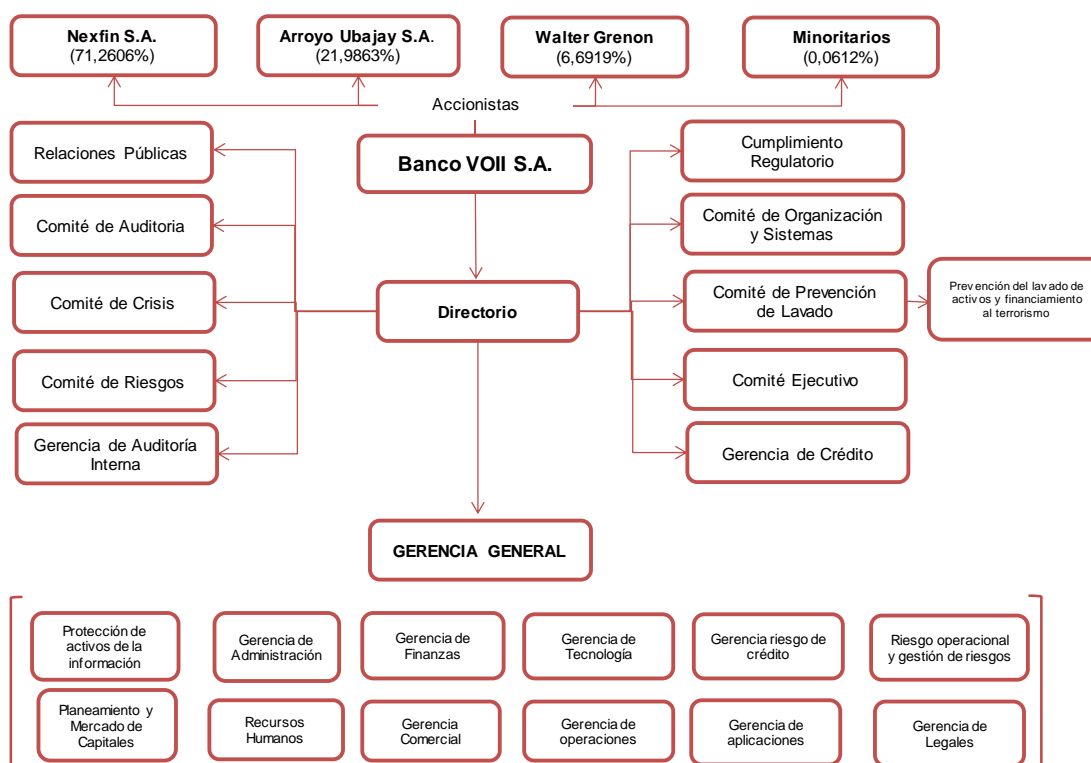 Nexfin S.A.
(71,2606%)
Arroyo Ubajay S.A.
(21,9863%)
Walter Grenon
(6,6919%)
Minoritarios
(0,0612%)
Accionistas
Banco VOII S.A.
Relaciones Públicas
Comité de Auditoria
Comité de Crisis
Comité de Riesgos
Gerencia de Auditoría
Interna
Directorio
Cumplimiento
Regulatorio
Comité de Organización
y Sistemas
Comité de Prevención
de Lavado
Prevención del lavado de
activos y financiamiento
al terrorismo
Comité Ejecutivo
Gerencia de Crédito
GERENCIA GENERAL
Protección de
activos de la
información
Gerencia de
Administración
Gerencia de
Finanzas
Gerencia de
Tecnología
Gerencia riesgo de
crédito
Riesgo operacional
y gestión de riesgos
Planeamiento y
Mercado de
Capitales
Recursos
Humanos
Gerencia
Comercial
Gerencia de
operaciones
Gerencia de
aplicaciones
Gerencia de
Legales